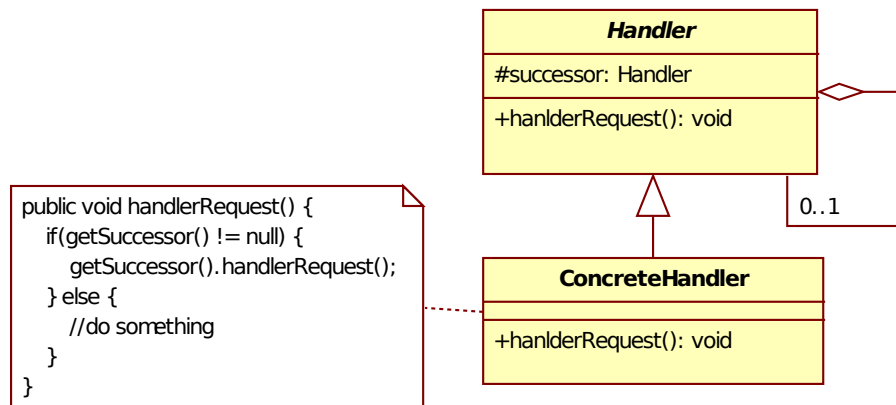 Handler
#successor: Handler
+hanlderRequest(): void
0..1
public void handlerRequest() {
if(getSuccessor() != null) {
getSuccessor().handlerRequest();
} else {
//do something
}
}
ConcreteHandler
+hanlderRequest(): void